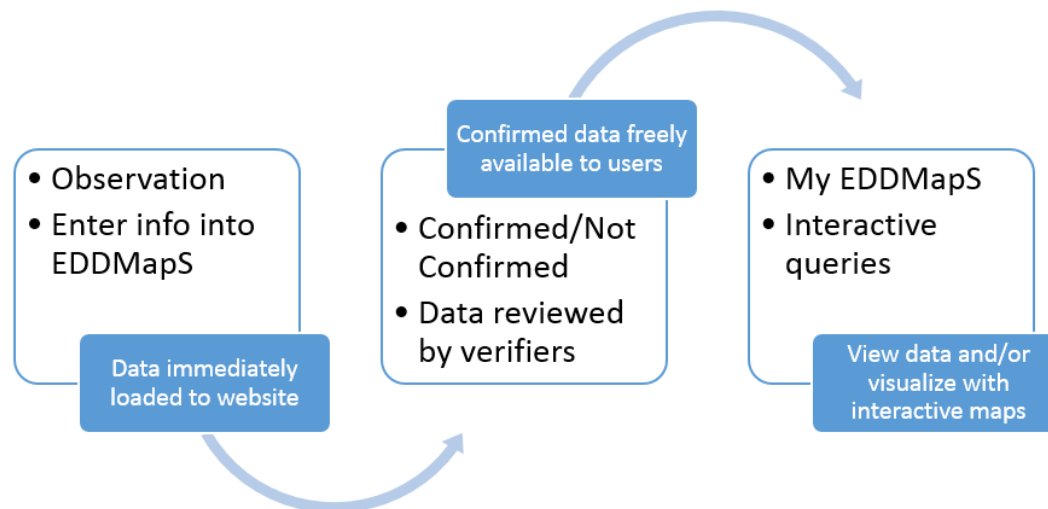 • Observation
• Enter info into
EDDMapS
Data immediately
loaded to website
Confirmed data freely
available to users
• Confirmed/Not
Confirmed
• Data reviewed
by verifiers
• My EDDMapS
• Interactive
queries
View data and/or
visualize with
interactive maps